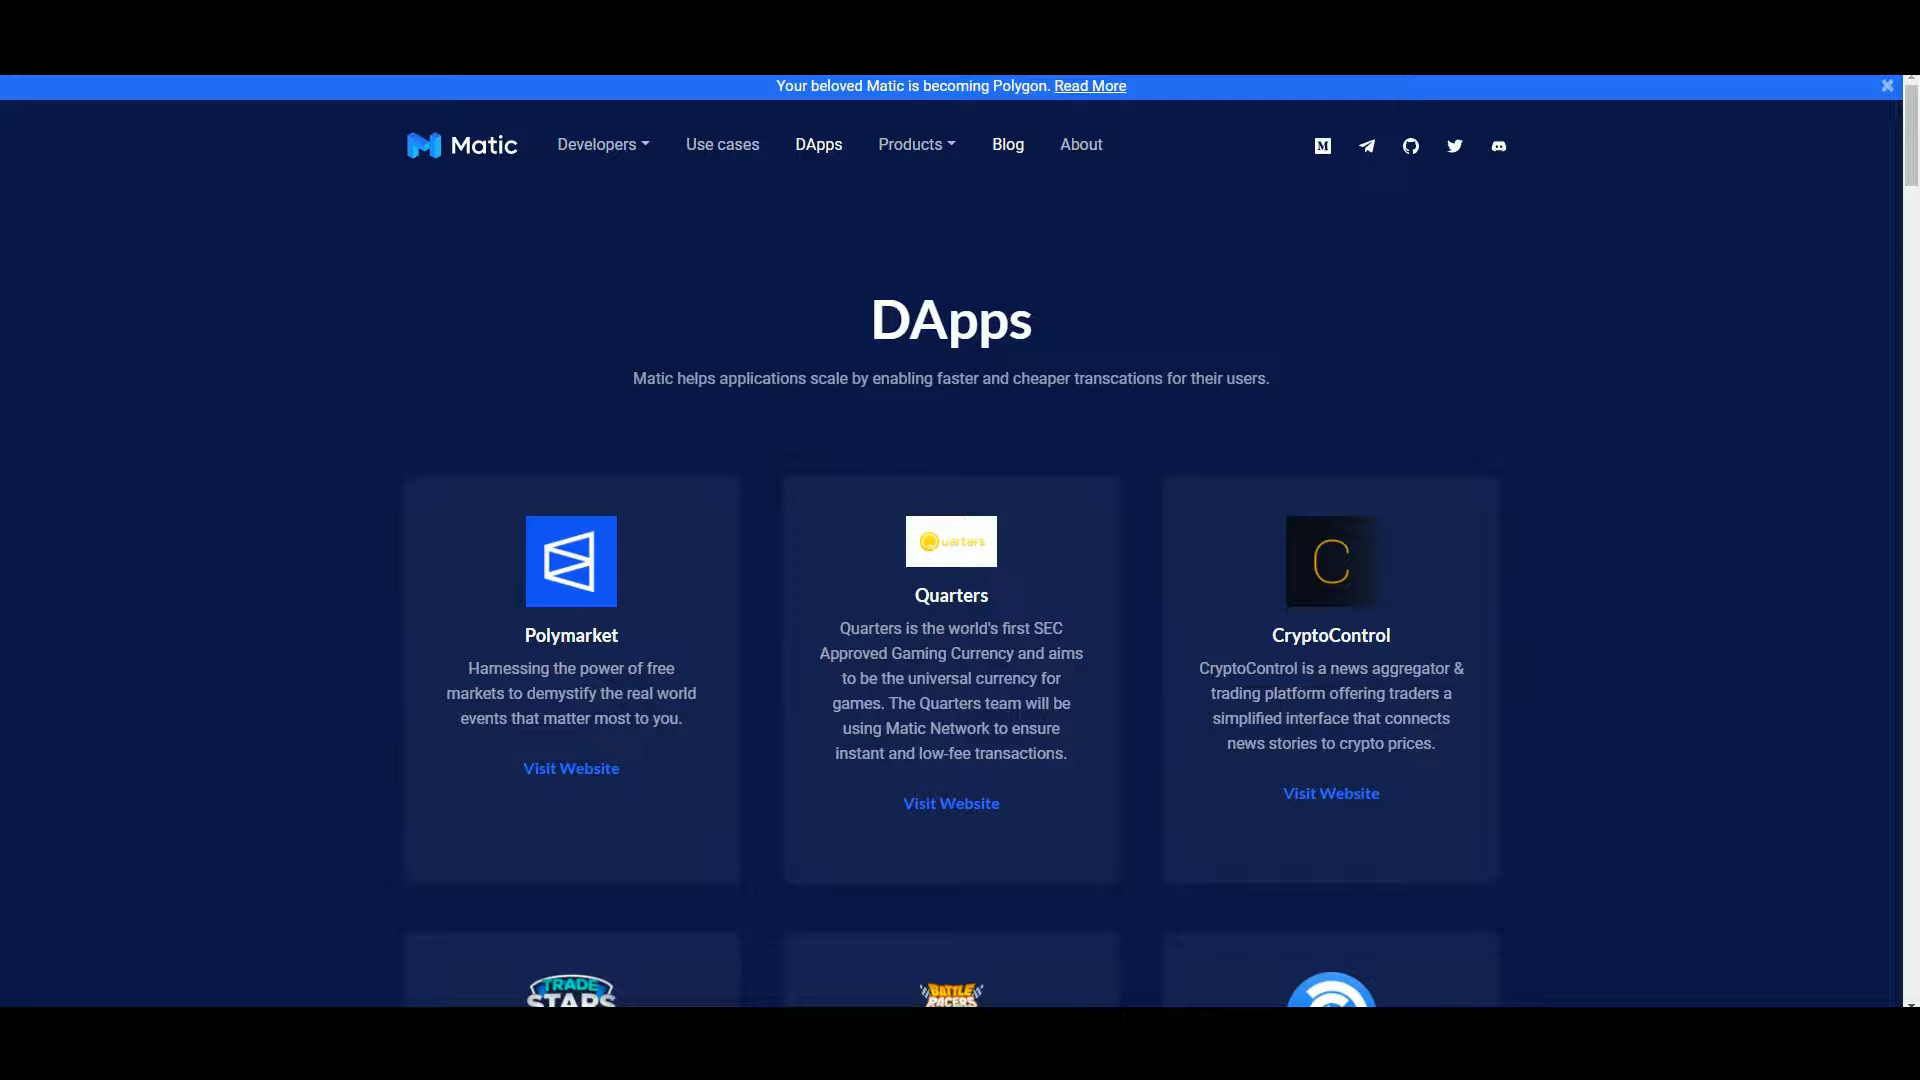 Your beloved Matic is becoming Polygon. Read More
Matic Developers Use cases DApps Products Blog About
M
DApps
Matic helps applications scale by enabling faster and cheaper transcations for their users.
uarters
C
Polymarket
Harnessing the power of free
markets to demystify the real world
events that matter most to you.
Visit Website
Quarters
Quarters is the world's first SEC
Approved Gaming Currency and aims
to be the universal currency for
games. The Quarters team will be
using Matic Network to ensure
instant and low-fee transactions.
Visit Website
CryptoControl
CryptoControl is a news aggregator &
trading platform offering traders a
simplified interface that connects
news stories to crypto prices.
Visit Website
TRADE
STARS
BATTLE
RACERS